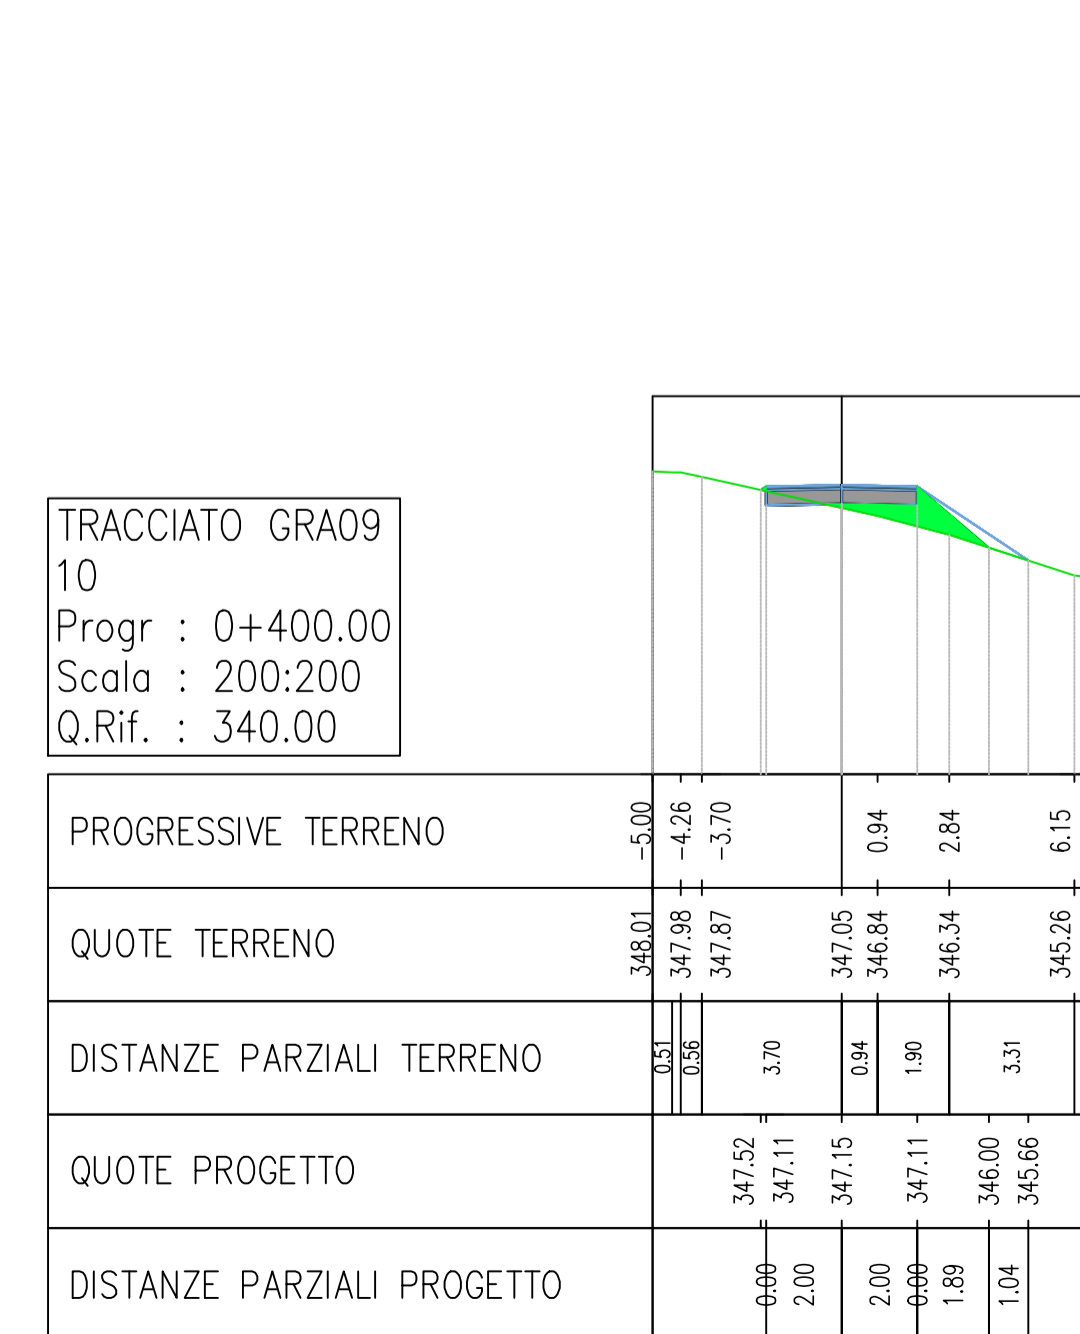 TRACCIATO GRA09
10
Progr : 0+400.00
Scala : 200:200
Q.Rif. : 340.00
PROGRESSIVE TERRENO -5.00 -4.26 -3.70 0.94 2.84 6.15
QUOTE TERRENO 348.01 347.98 347.87 347.05 346.84 346.34 345.26
DISTANZE PARZIALI TERRENO 0.51 0.56 3.70 0.94 1.90 3.31
QUOTE PROGETTO 347.52 347.11 347.15 347.11 346.00 345.66
DISTANZE PARZIALI PROGETTO 0.00 2.00 2.00 0.00 1.89 1.04